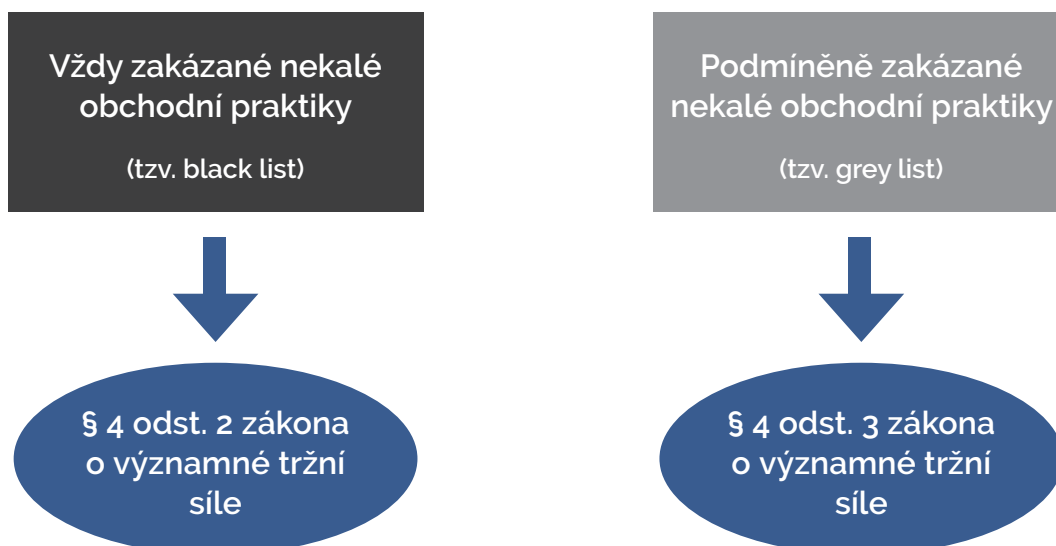 Vždy zakázané nekalé
obchodní praktiky
(tzv. black list)
Podmíněně zakázané
nekalé obchodní praktiky
(tzv. grey list)
§ 4 odst. 2 zákona
o významné tržní
síle
§ 4 odst. 3 zákona
o významné tržní
síle